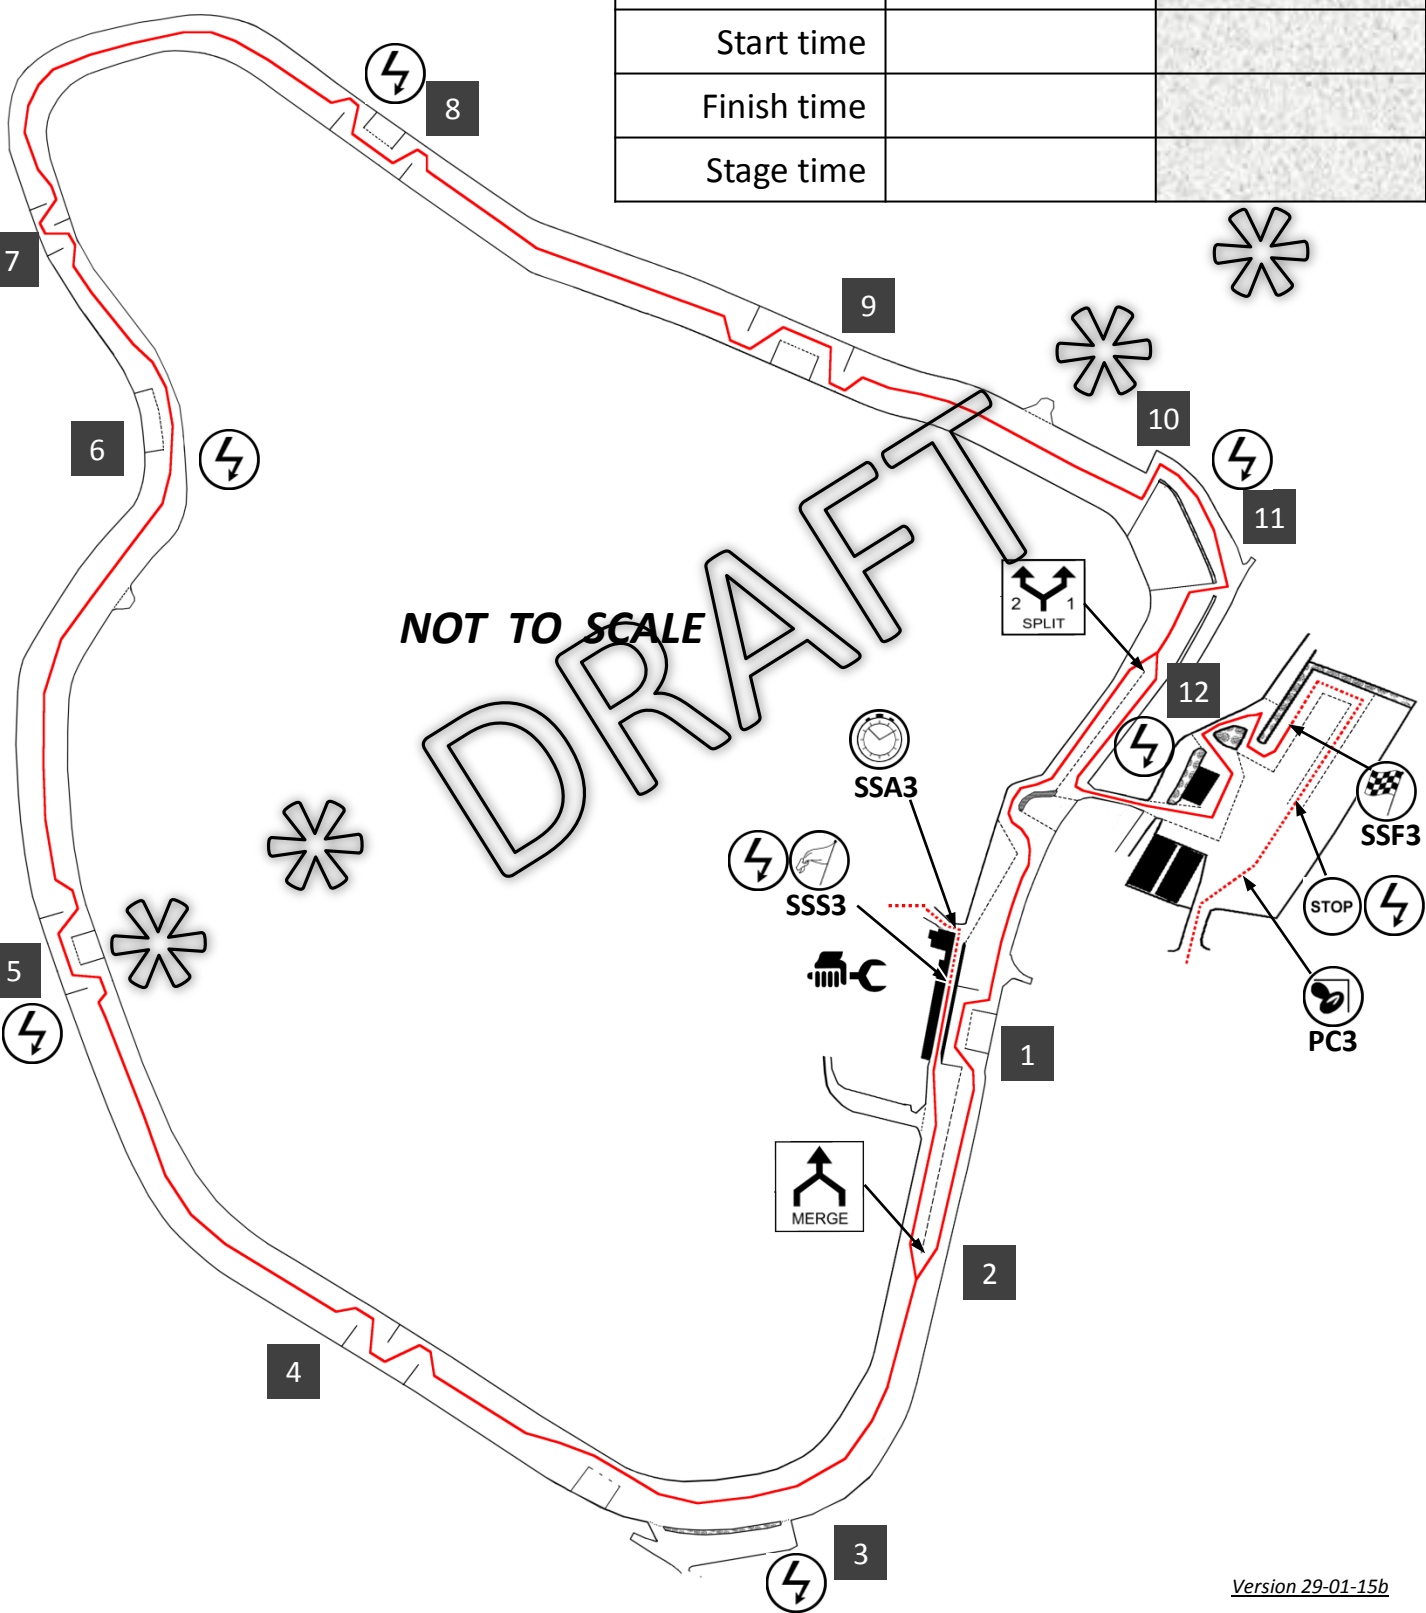 Start time
Finish time
Stage time
8
7
9
10
6
11
NOT TO SCALE
DRAFT
2 1
SPLIT
12
SSA3
SSF3
SSS3
STOP
5
PC3
1
MERGE
2
4
3
Version 29-01-15b